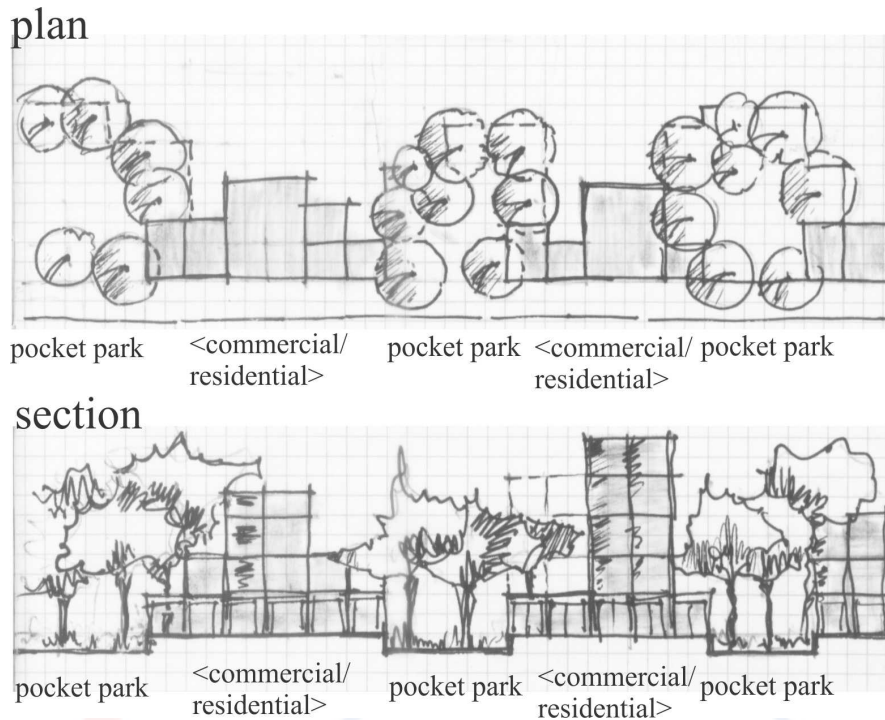 plan
pocket park
<commercial/
residential>
pocket park
<commercial/
residential>
pocket park
section
pocket park
<commercial/
residential>
pocket park
<commercial/
residential>
pocket park